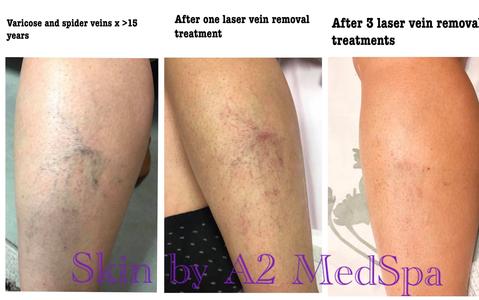 Varicose and spider veins x >15
years
After one laser vein removal
treatment
After 3 laser vein removal
treatments
Skin by A2 MedSpa